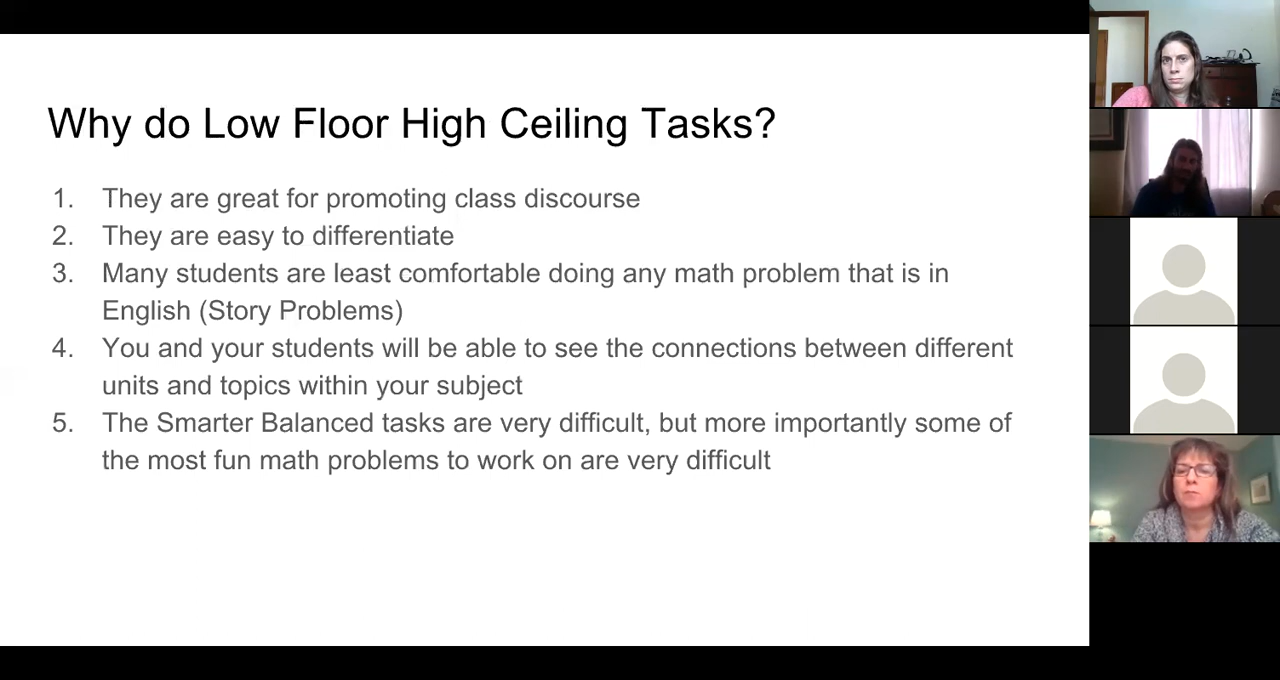 Why do Low Floor High Ceiling Tasks?
1. They are great for promoting class discourse
2. They are easy to differentiate
3. Many students are least comfortable doing any math problem that is in
English (Story Problems)
4. You and your students will be able to see the connections between different
units and topics within your subject
5. The Smarter Balanced tasks are very difficult, but more importantly some of
the most fun math problems to work on are very difficult